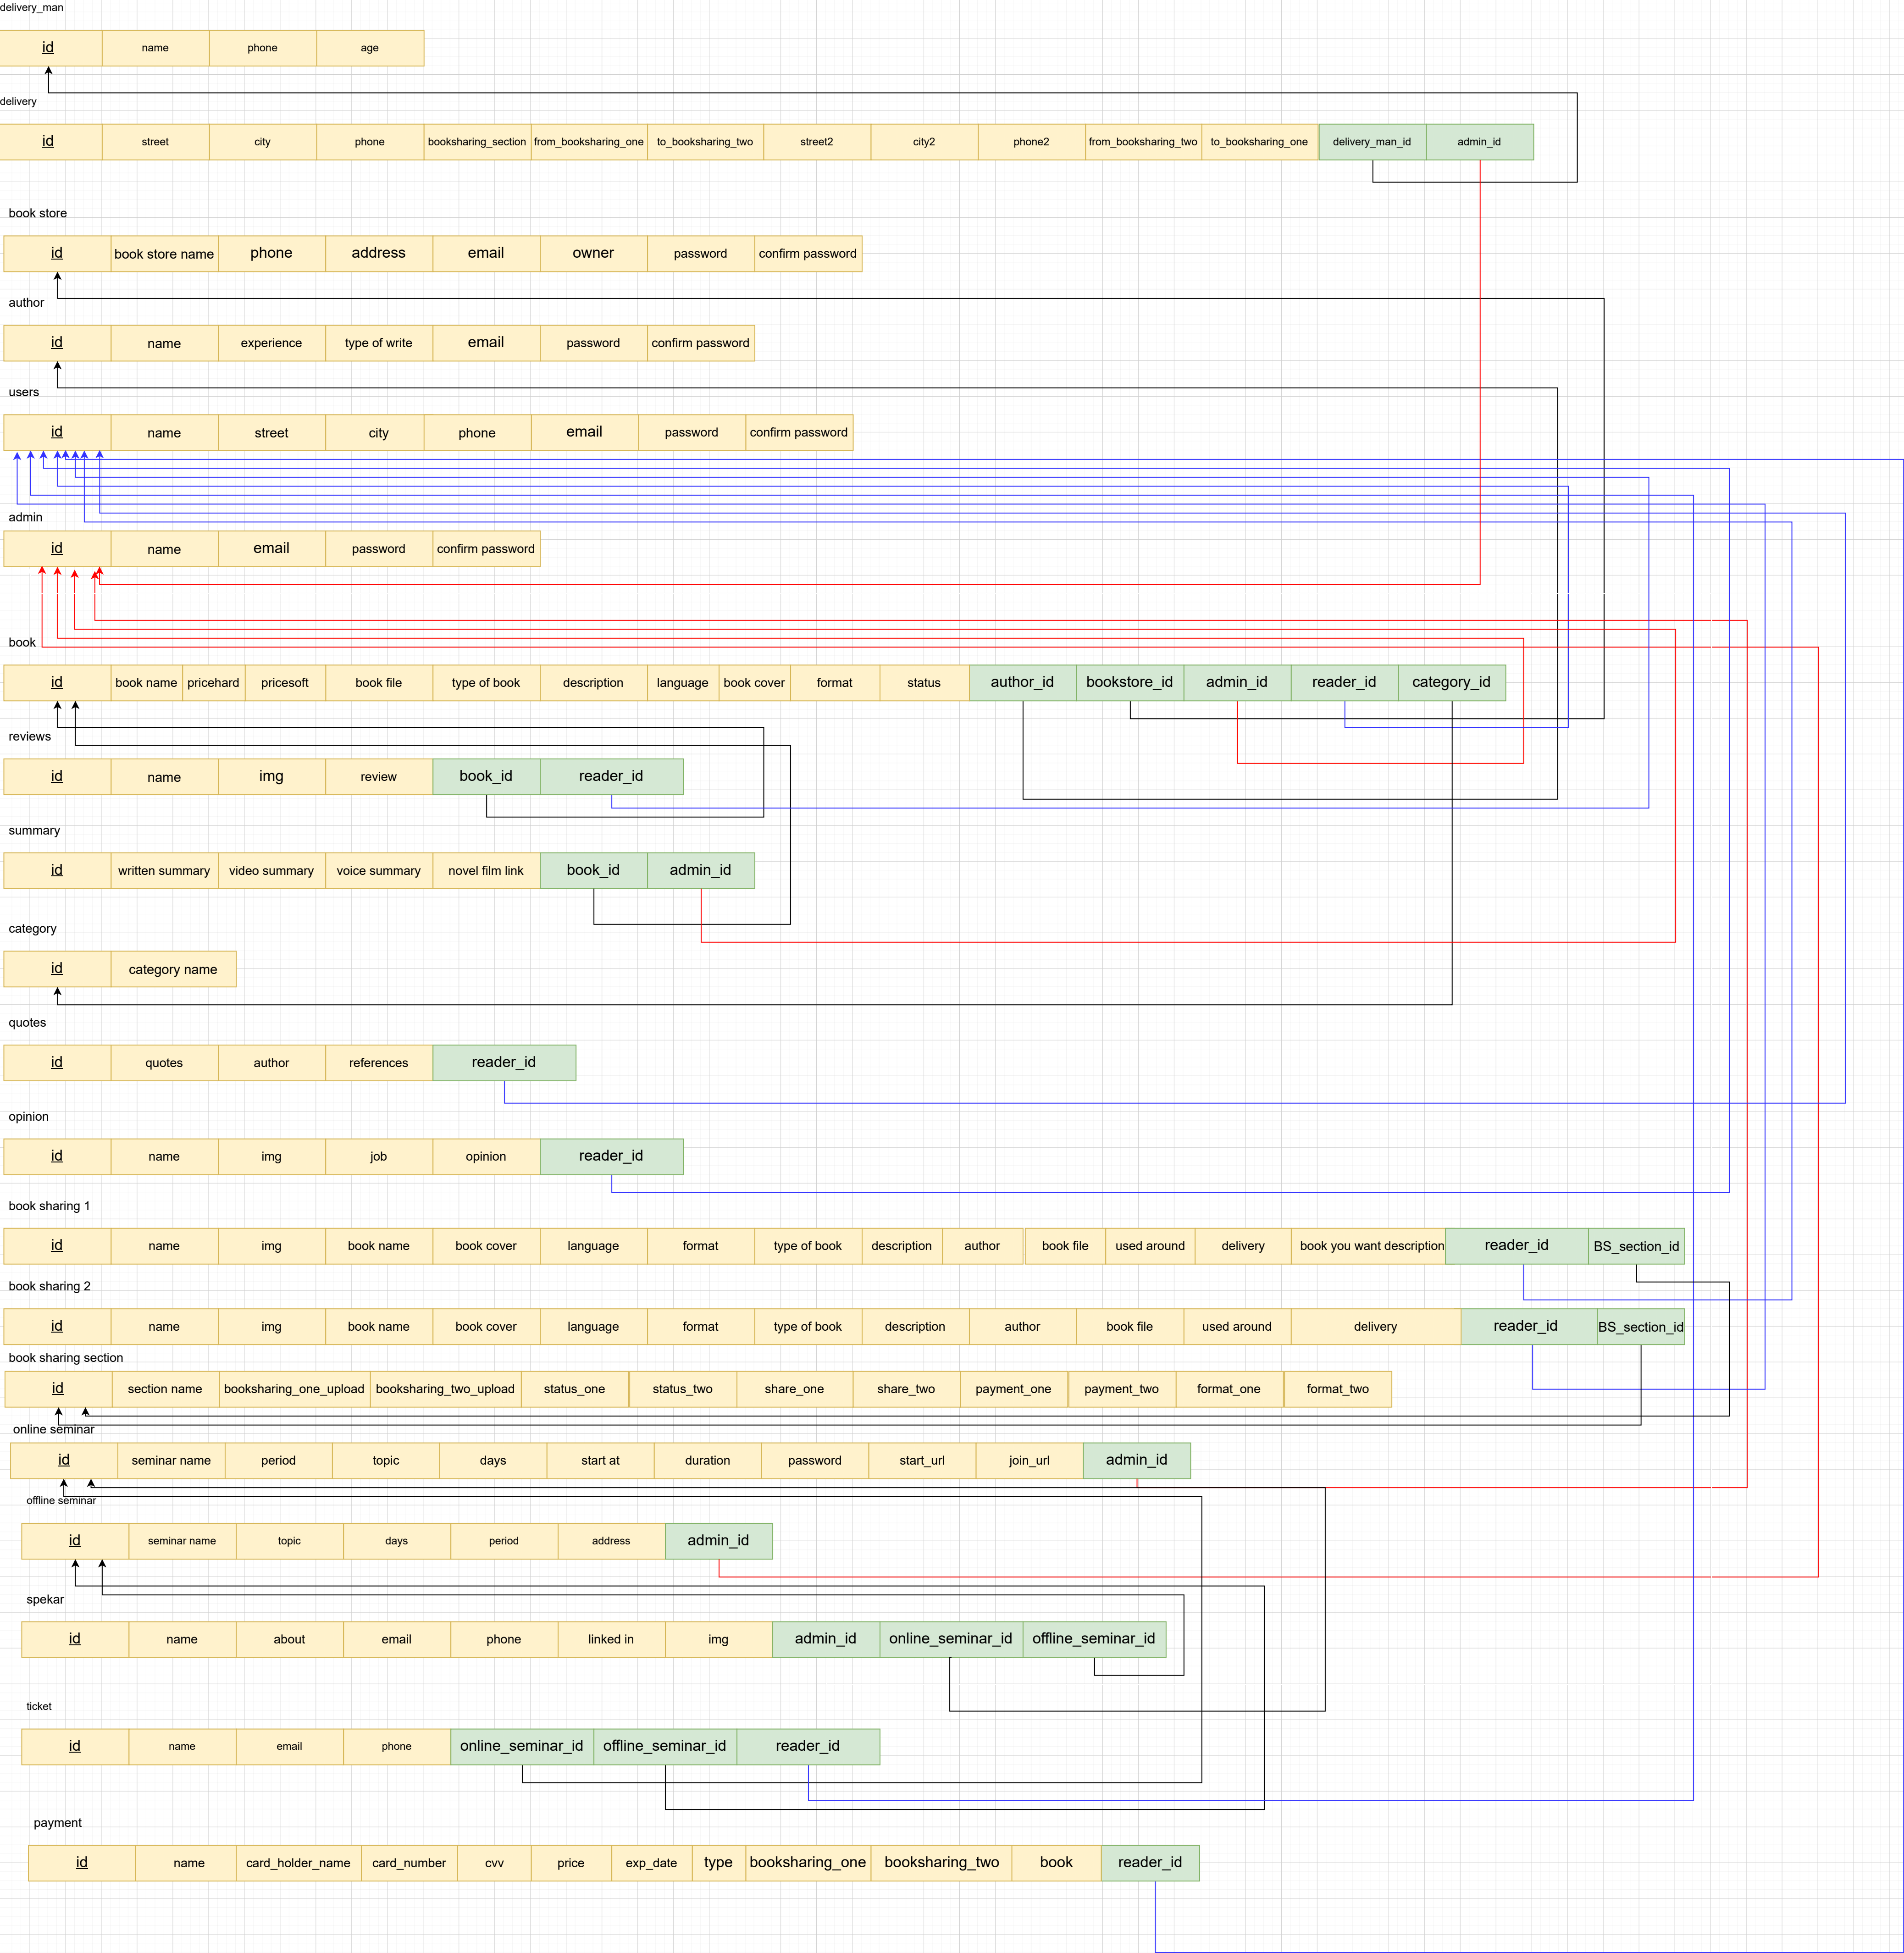 delivery_man
id name phone age
delivery
id street city phone booksharing_section from_booksharing_one to_booksharing_two street2 city2 phone2 from_booksharing_two to_booksharing_one delivery_man_id admin_id
book store
id book store name phone address email owner password confirm password
author
id name experience type of write email password confirm password
users
id name street city phone email password confirm password
admin
id name email password confirm password
book
id book name pricehard pricesoft book file type of book description language book cover format status author_id bookstore_id admin_id reader_id category_id
reviews
id name img review book_id reader_id
summary
id written summary video summary voice summary novel film link book_id admin_id
category
id category name
quotes
id quotes author references reader_id
opinion
id name img job opinion reader_id
book sharing 1
id name img book name book cover language format type of book description author book file used around delivery book you want description reader_id BS_section_id
book sharing 2
id name img book name book cover language format type of book description author book file used around delivery reader_id BS_section_id
book sharing section
id section name booksharing_one_upload booksharing_two_upload status_one status_two share_one share_two payment_one payment_two format_one format_two
online seminar
id seminar name period topic days start at duration password start_url join_url admin_id
offline seminar
id seminar name topic days period address admin_id
spekar
id name about email phone linked in img admin_id online_seminar_id offline_seminar_id
ticket
id name email phone online_seminar_id offline_seminar_id reader_id
payment
id name card_holder_name card_number cvv price exp_date type booksharing_one booksharing_two book reader_id